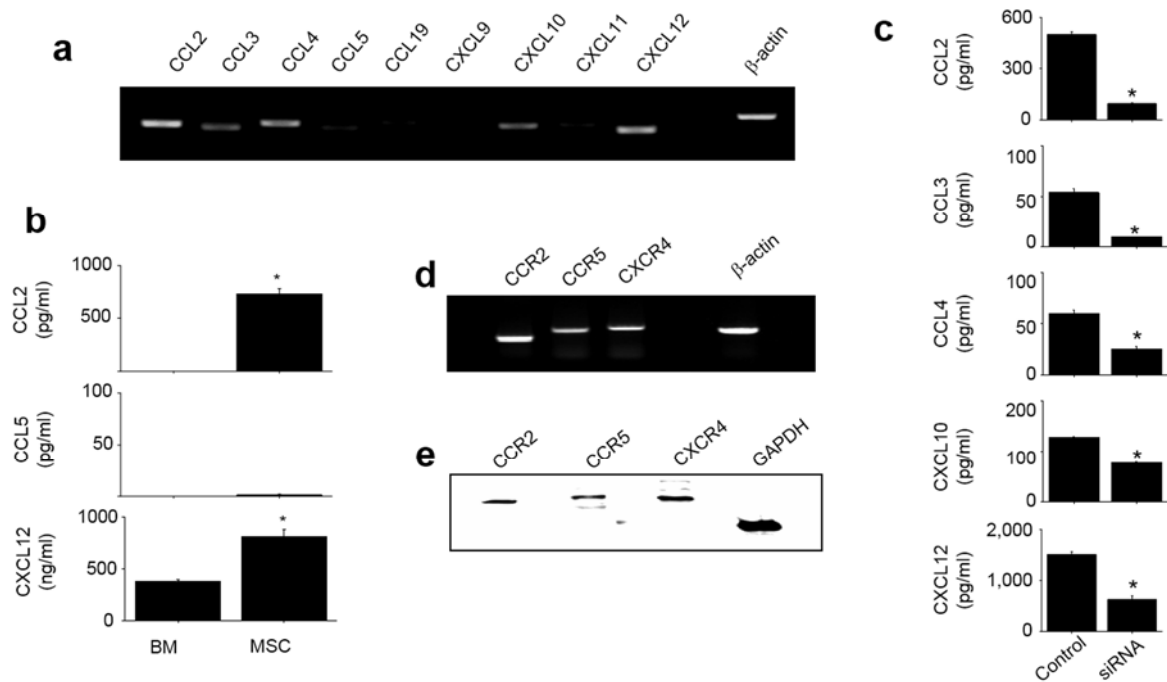 a
CCL2 CCL3 CCL4 CCL5 CCL19 CXCL9 CXCL10 CXCL11 CXCL12 β-actin
b
CCL2
(pg/ml)
1000
500
*
CCL5
(pg/ml)
100
50
0
CXCL12
(ng/ml)
1000
500
0
*
BM MSC
c
CCL2
(pg/ml)
600
300
0
*
CCL3
(pg/ml)
100
50
0
*
CCL4
(pg/ml)
100
50
0
*
CXCL10
(pg/ml)
200
100
0
*
CXCL12
(pg/ml)
2,000
1,000
0
*
Control siRNA
d
CCR2 CCR5 CXCR4 β-actin
e
CCR2 CCR5 CXCR4 GAPDH